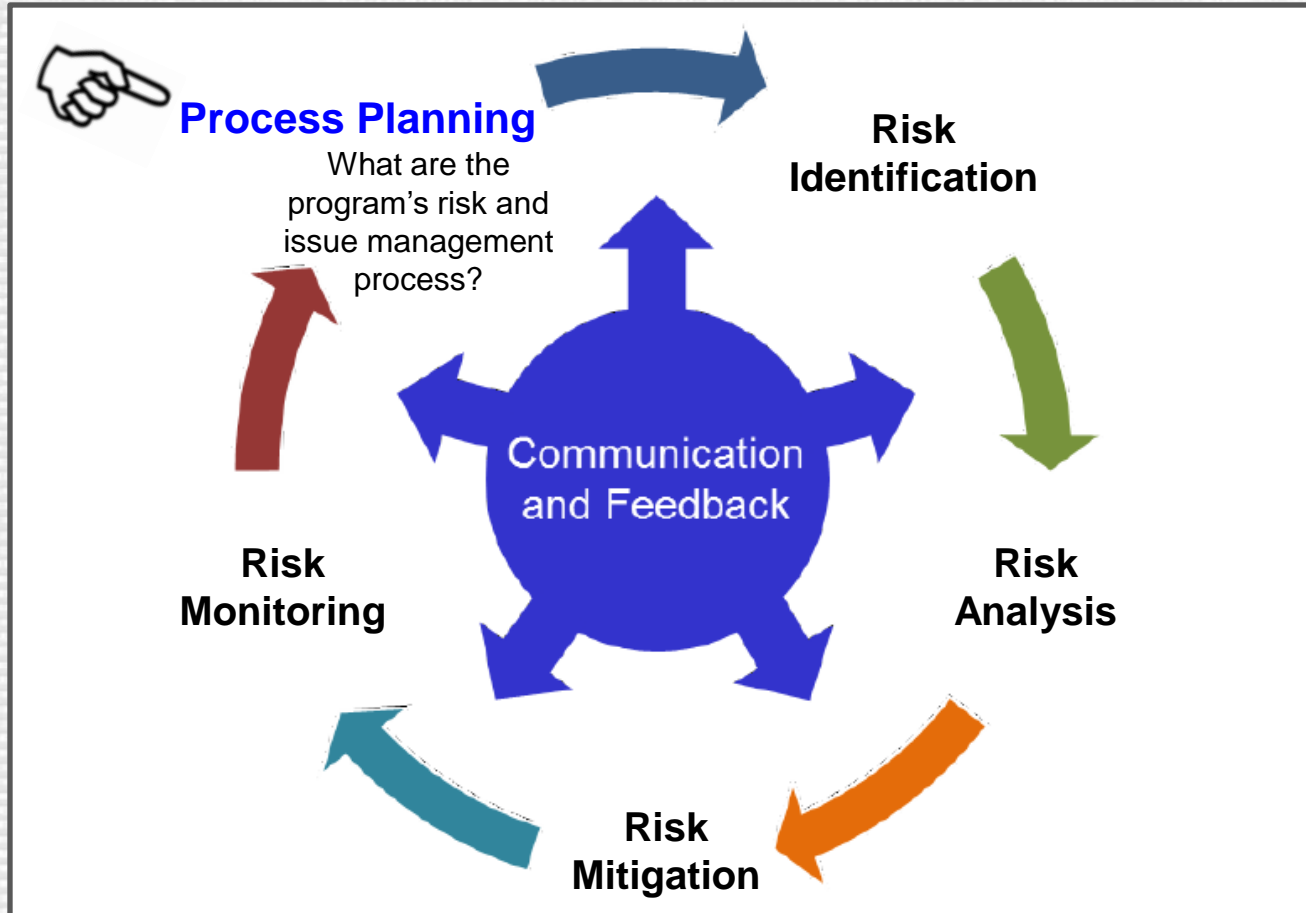 Process Planning
What are the
program’s risk and
issue management
process?
Risk
Identification
Communication
and Feedback
Risk
Monitoring
Risk
Analysis
Risk
Mitigation